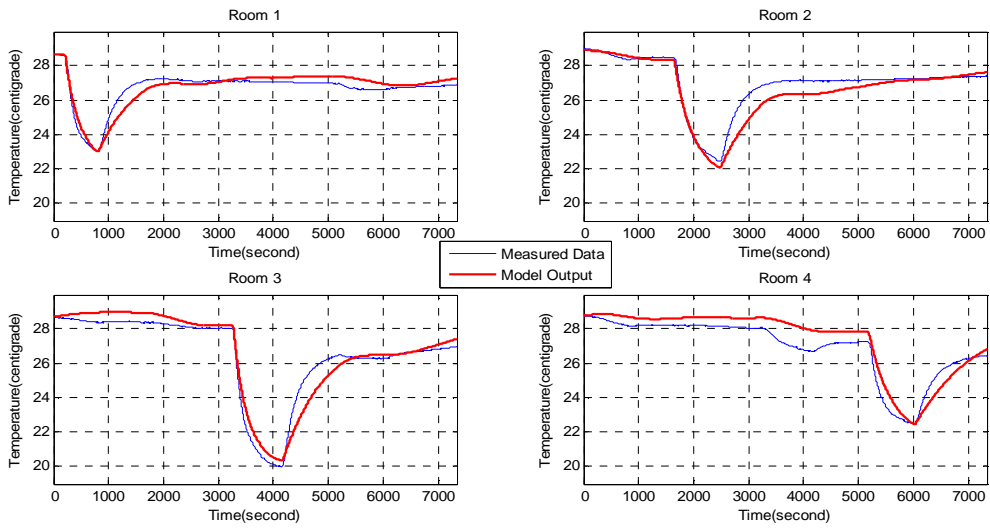 Room 1
Temperature(centigrade)
28
26
24
22
20
0 1000 2000 3000 4000 5000 6000 7000
Time(second)
Room 2
Temperature(centigrade)
28
26
24
22
20
0 1000 2000 3000 4000 5000 6000 7000
Time(second)
Measured Data
Model Output
Room 3
Temperature(centigrade)
28
26
24
22
20
0 1000 2000 3000 4000 5000 6000 7000
Time(second)
Room 4
Temperature(centigrade)
28
26
24
22
20
0 1000 2000 3000 4000 5000 6000 7000
Time(second)